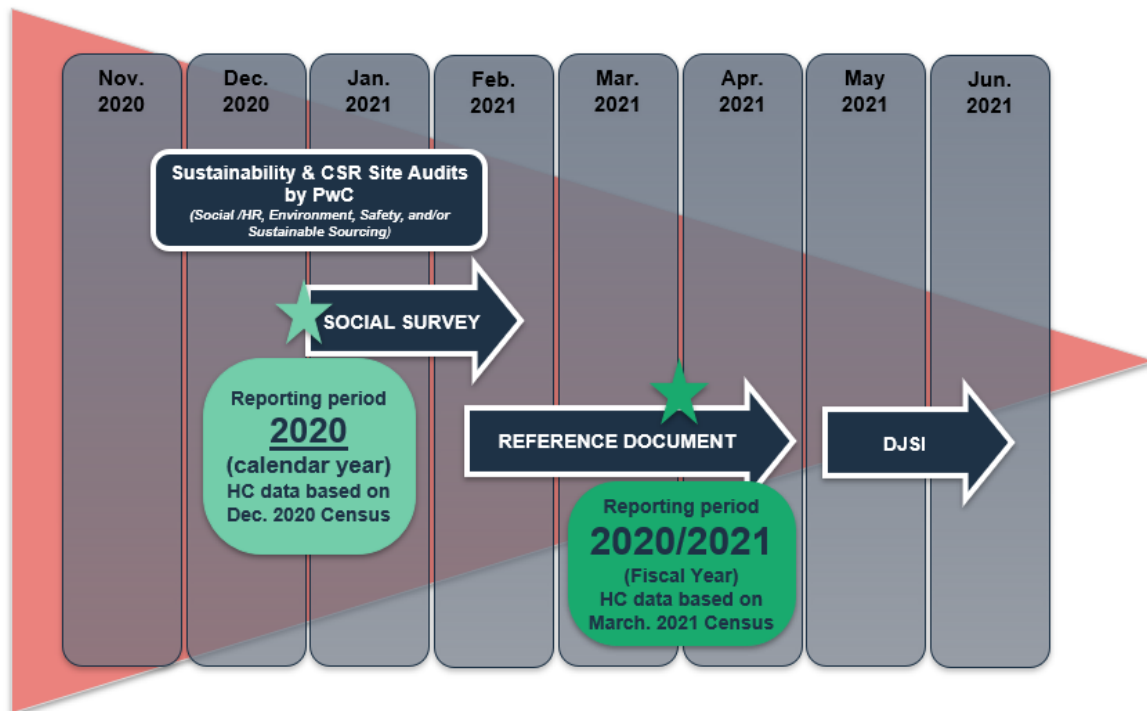 Nov.
2020
Dec.
2020
Jan.
2021
Feb.
2021
Mar.
2021
Apr.
2021
May
2021
Jun.
2021
Sustainability & CSR Site Audits
by PwC
(Social /HR, Environment, Safety, and/or
Sustainable Sourcing)
SOCIAL SURVEY
Reporting period
2020
(calendar year)
HC data based on
Dec. 2020 Census
REFERENCE DOCUMENT
DJSI
Reporting period
2020/2021
(Fiscal Year)
HC data based on
March. 2021 Census